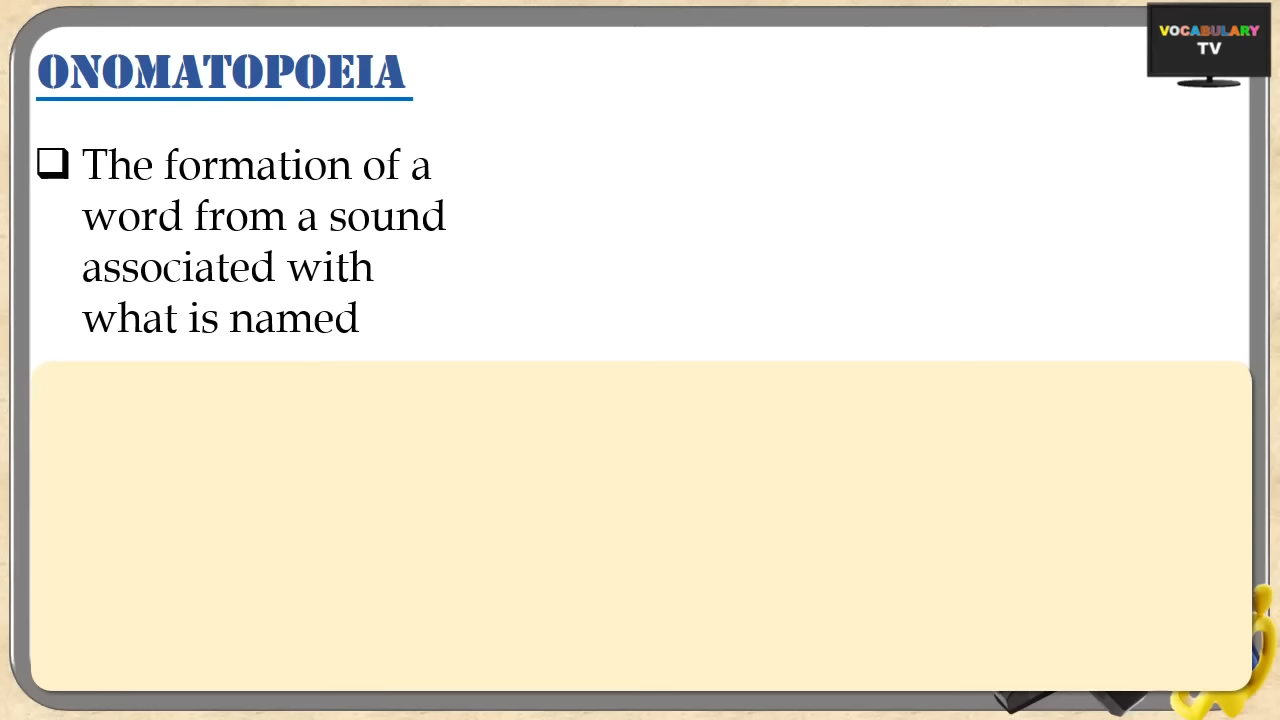 VOCABULARY
TV
ONOMATOPOEIA
The formation of a
word from a sound
associated with
what is named